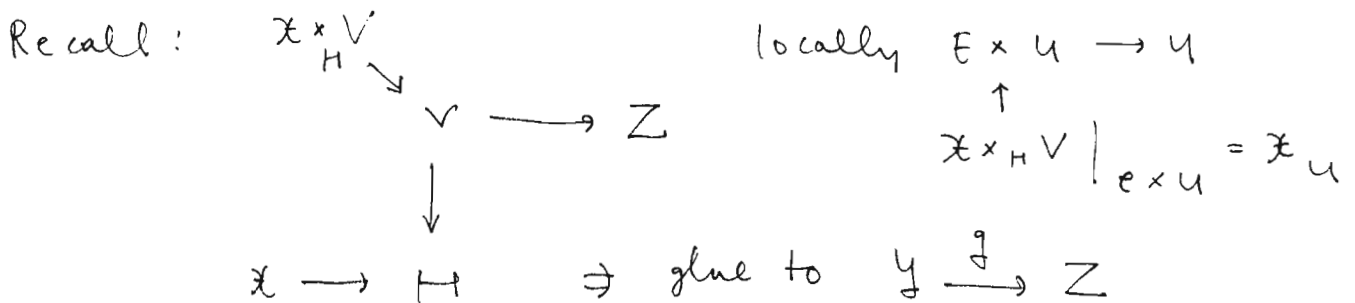 Recall : 𝒳 ×_H V locally E × U → U
↘ ↑
V → Z 𝒳 ×_H V |_{e × U} = 𝒳_U
↓
𝒳 → H ⇒ glue to Y →^g Z